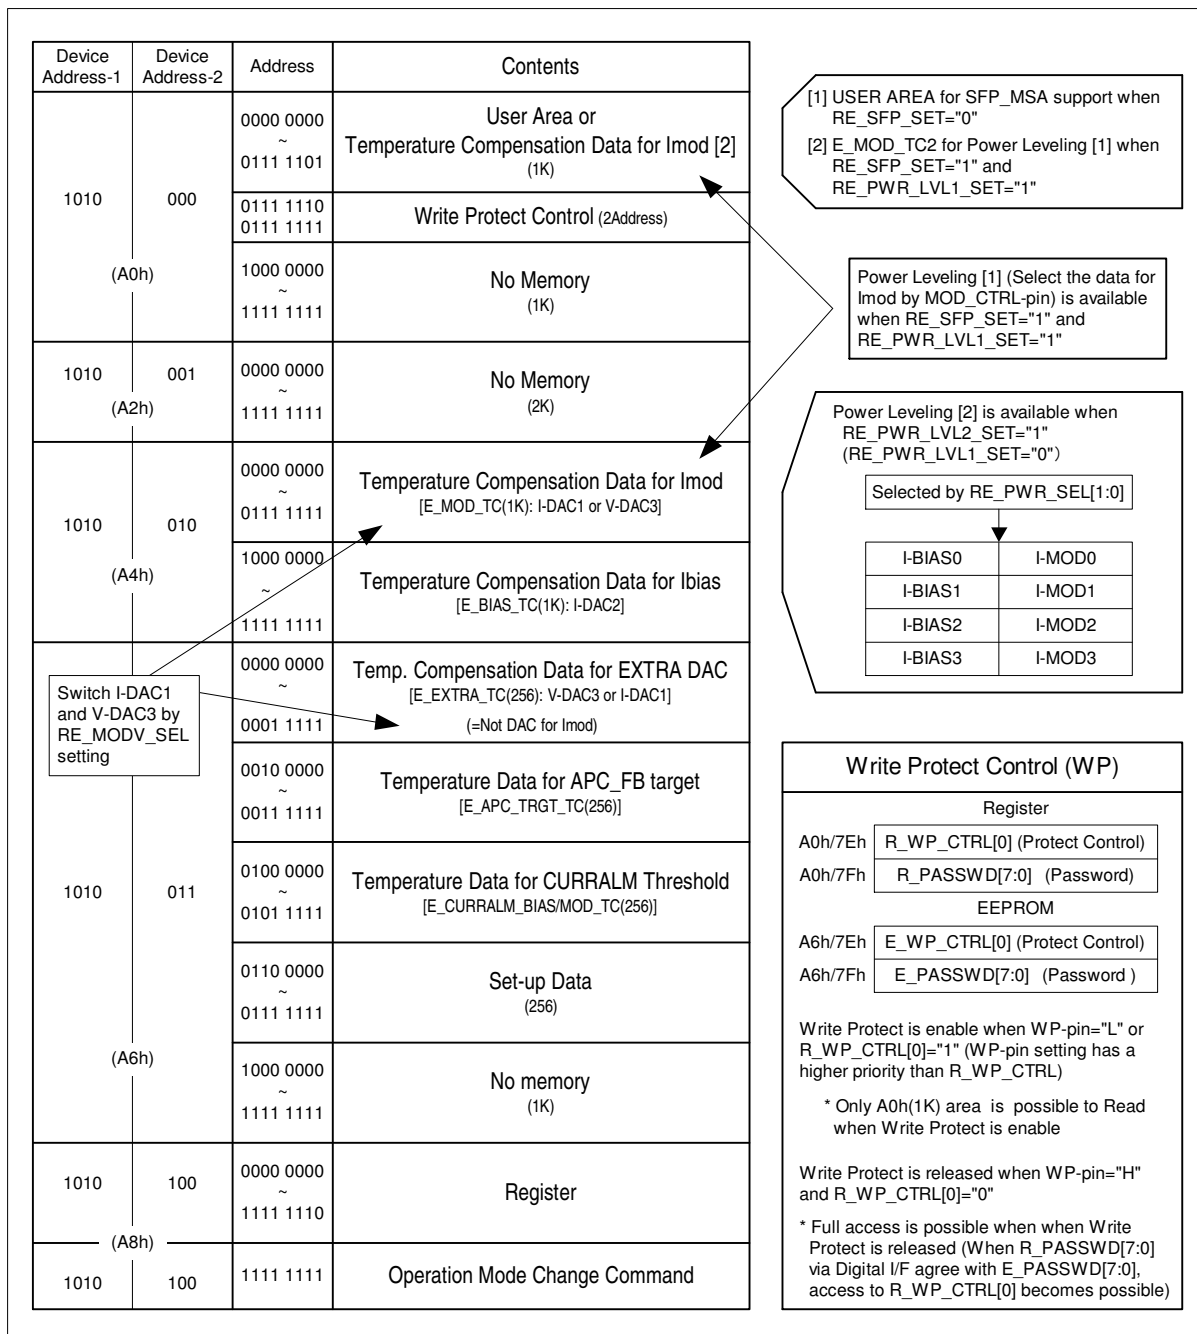 Device Address-1
Device Address-2
Address
Contents
1010
000
(A0h)
0000 0000
~
0111 1101
User Area or
Temperature Compensation Data for Imod [2]
(1K)
0111 1110
0111 1111
Write Protect Control (2Address)
1000 0000
~
1111 1111
No Memory
(1K)
1010
001
(A2h)
0000 0000
~
1111 1111
No Memory
(2K)
1010
010
(A4h)
0000 0000
~
0111 1111
Temperature Compensation Data for Imod
[E_MOD_TC(1K): I-DAC1 or V-DAC3]
1000 0000
~
1111 1111
Temperature Compensation Data for Ibias
[E_BIAS_TC(1K): I-DAC2]
Switch I-DAC1
and V-DAC3 by
RE_MODV_SEL
setting
1010
011
(A6h)
0000 0000
~
0001 1111
Temp. Compensation Data for EXTRA DAC
[E_EXTRA_TC(256): V-DAC3 or I-DAC1]
(=Not DAC for Imod)
0010 0000
~
0011 1111
Temperature Data for APC_FB target
[E_APC_TRGT_TC(256)]
0100 0000
~
0101 1111
Temperature Data for CURRALM Threshold
[E_CURRALM_BIAS/MOD_TC(256)]
0110 0000
~
0111 1111
Set-up Data
(256)
1000 0000
~
1111 1111
No memory
(1K)
1010
100
0000 0000
~
1111 1110
Register
(A8h)
1010
100
1111 1111
Operation Mode Change Command
[1] USER AREA for SFP_MSA support when
RE_SFP_SET="0"
[2] E_MOD_TC2 for Power Leveling [1] when
RE_SFP_SET="1" and
RE_PWR_LVL1_SET="1"
Power Leveling [1] (Select the data for
Imod by MOD_CTRL-pin) is available
when RE_SFP_SET="1" and
RE_PWR_LVL1_SET="1"
Power Leveling [2] is available when
RE_PWR_LVL2_SET="1"
(RE_PWR_LVL1_SET="0")
Selected by RE_PWR_SEL[1:0]
I-BIAS0 I-MOD0
I-BIAS1 I-MOD1
I-BIAS2 I-MOD2
I-BIAS3 I-MOD3
Write Protect Control (WP)
Register
A0h/7Eh R_WP_CTRL[0] (Protect Control)
A0h/7Fh R_PASSWD[7:0] (Password)
EEPROM
A6h/7Eh E_WP_CTRL[0] (Protect Control)
A6h/7Fh E_PASSWD[7:0] (Password )
Write Protect is enable when WP-pin="L" or
R_WP_CTRL[0]="1" (WP-pin setting has a
higher priority than R_WP_CTRL)
* Only A0h(1K) area is possible to Read
when Write Protect is enable
Write Protect is released when WP-pin="H"
and R_WP_CTRL[0]="0"
* Full access is possible when when Write
Protect is released (When R_PASSWD[7:0]
via Digital I/F agree with E_PASSWD[7:0],
access to R_WP_CTRL[0] becomes possible)